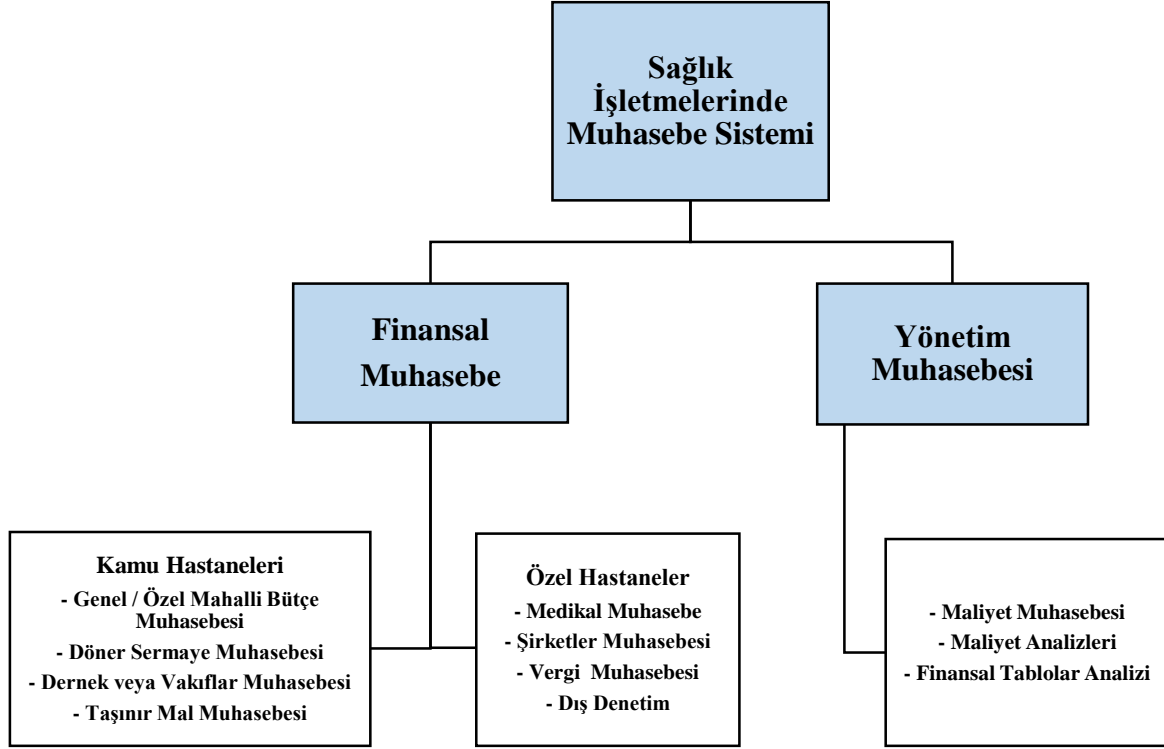 Sağlık
İşletmelerinde
Muhasebe Sistemi
Finansal
Muhasebe
Yönetim
Muhasebesi
Kamu Hastaneleri
- Genel / Özel Mahalli Bütçe
Muhasebesi
- Döner Sermaye Muhasebesi
- Dernek veya Vakıflar Muhasebesi
- Taşınır Mal Muhasebesi
Özel Hastaneler
- Medikal Muhasebe
- Şirketler Muhasebesi
- Vergi Muhasebesi
- Dış Denetim
- Maliyet Muhasebesi
- Maliyet Analizleri
- Finansal Tablolar Analizi